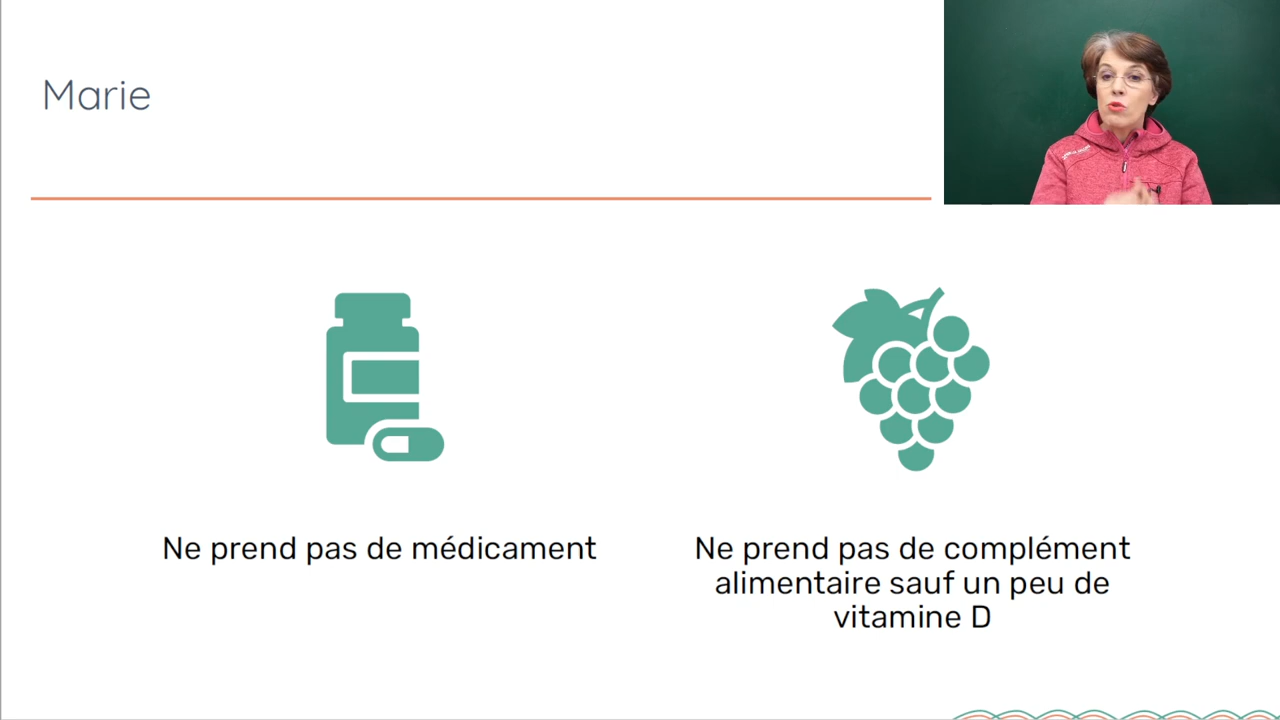 Marie
Ne prend pas de médicament
Ne prend pas de complément
alimentaire sauf un peu de
vitamine D